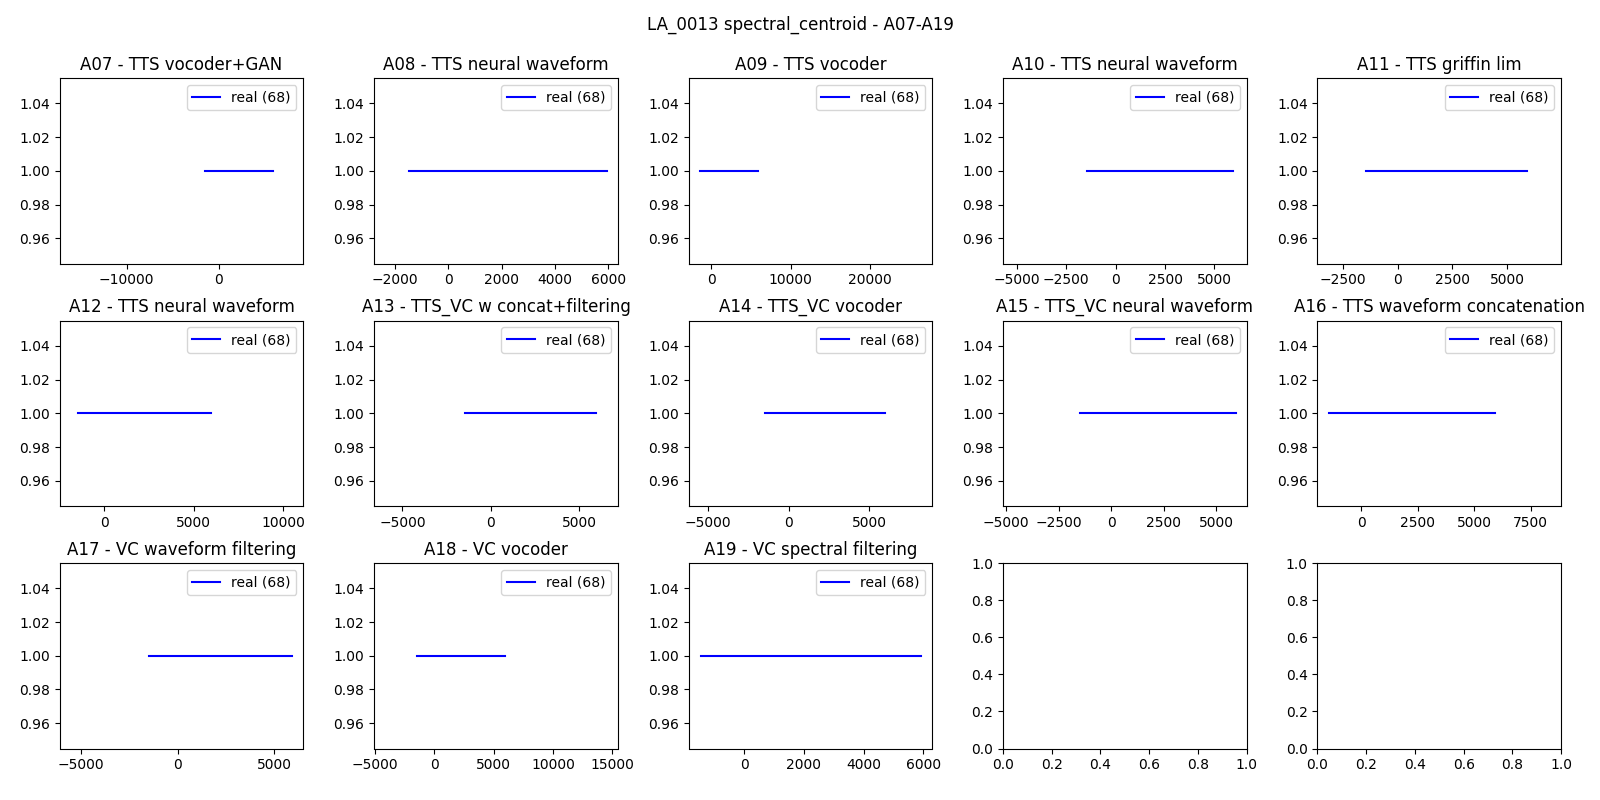 LA_0013 spectral_centroid - A07-A19
A07 - TTS vocoder+GAN
A08 - TTS neural waveform
A09 - TTS vocoder
A10 - TTS neural waveform
A11 - TTS griffin lim
real (68)
real (68)
real (68)
real (68)
real (68)
1.04 1.02 1.00 0.98 0.96
1.04 1.02 1.00 0.98 0.96
1.04 1.02 1.00 0.98 0.96
1.04 1.02 1.00 0.98 0.96
1.04 1.02 1.00 0.98 0.96
−10000 0
−2000 0 2000 4000 6000
0 10000 20000
−5000 −2500 0 2500 5000
−2500 0 2500 5000
A12 - TTS neural waveform
A13 - TTS_VC w concat+filtering
A14 - TTS_VC vocoder
A15 - TTS_VC neural waveform
A16 - TTS waveform concatenation
real (68)
real (68)
real (68)
real (68)
real (68)
1.04 1.02 1.00 0.98 0.96
1.04 1.02 1.00 0.98 0.96
1.04 1.02 1.00 0.98 0.96
1.04 1.02 1.00 0.98 0.96
1.04 1.02 1.00 0.98 0.96
0 5000 10000
−5000 0 5000
−5000 0 5000
−5000 −2500 0 2500 5000
0 2500 5000 7500
A17 - VC waveform filtering
A18 - VC vocoder
A19 - VC spectral filtering
real (68)
real (68)
real (68)
1.04 1.02 1.00 0.98 0.96
1.04 1.02 1.00 0.98 0.96
1.04 1.02 1.00 0.98 0.96
1.0 0.8 0.6 0.4 0.2 0.0
1.0 0.8 0.6 0.4 0.2 0.0
−5000 0 5000
−5000 0 5000 10000 15000
0 2000 4000 6000
0.0 0.2 0.4 0.6 0.8 1.0
0.0 0.2 0.4 0.6 0.8 1.0